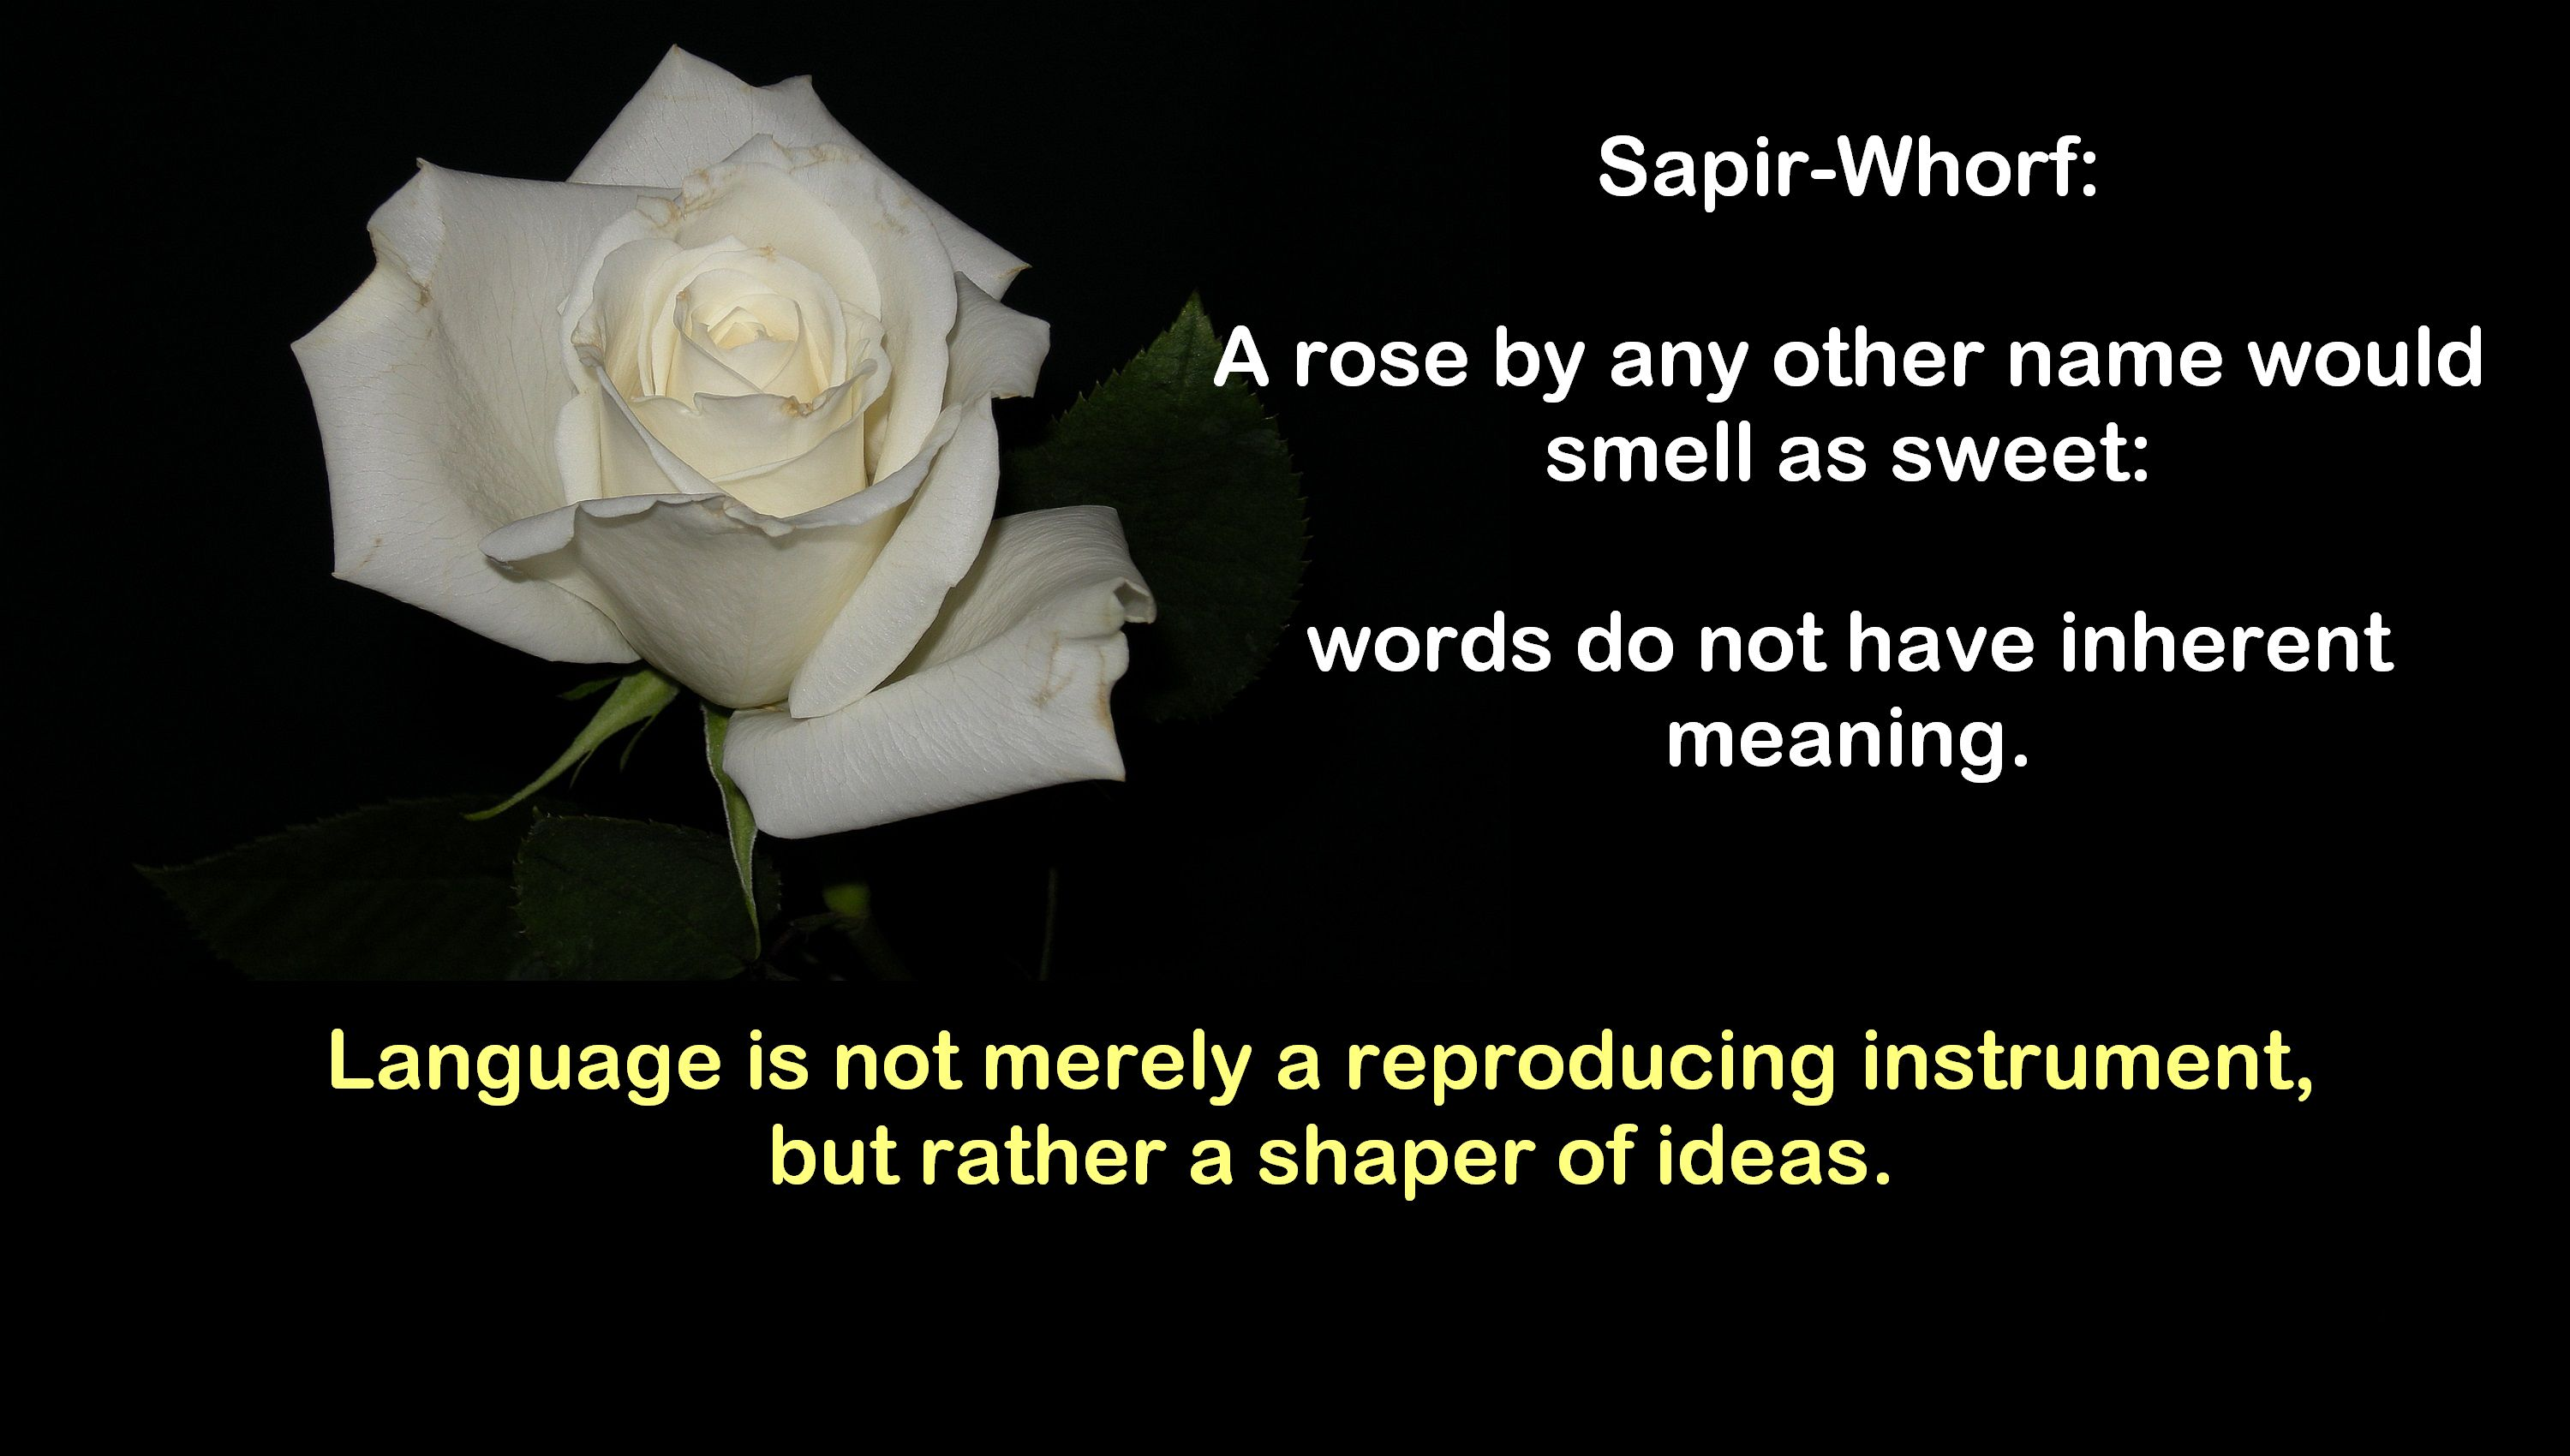 Sapir-Whorf:
A rose by any other name would
smell as sweet:
words do not have inherent
meaning.
Language is not merely a reproducing instrument,
but rather a shaper of ideas.